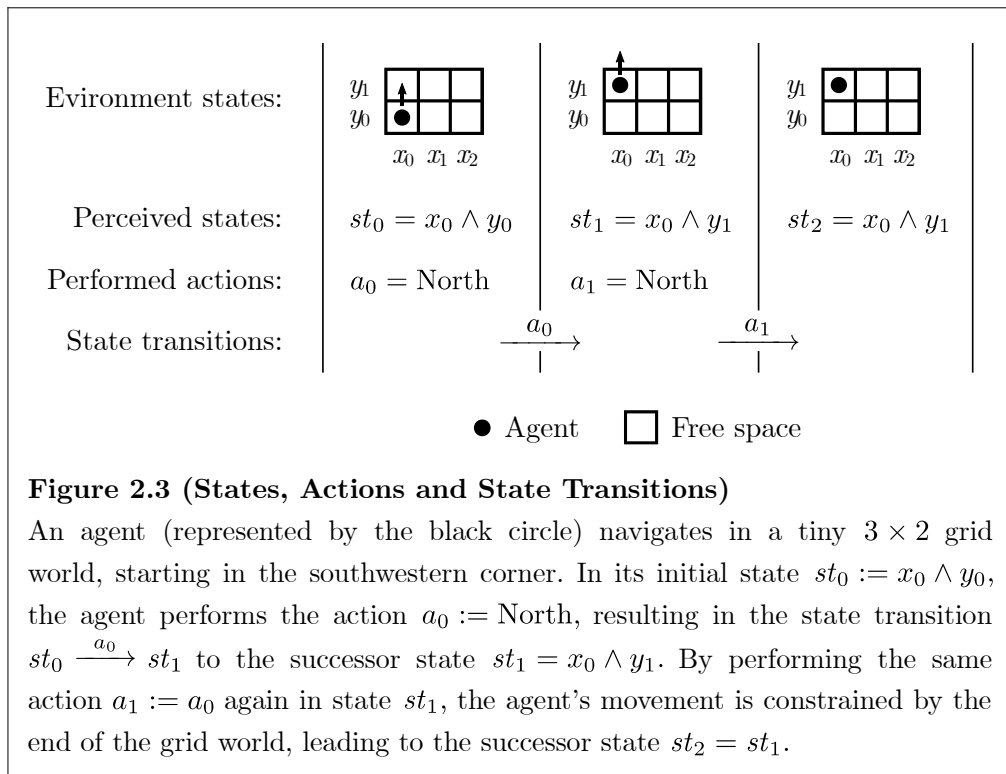 Evironment states:
y₁
y₀
x₀ x₁ x₂
y₁
y₀
x₀ x₁ x₂
y₁
y₀
x₀ x₁ x₂
Perceived states: st₀ = x₀ ∧ y₀ st₁ = x₀ ∧ y₁ st₂ = x₀ ∧ y₁
Performed actions: a₀ = North a₁ = North
State transitions: a₀ a₁
Agent Free space
Figure 2.3 (States, Actions and State Transitions)
An agent (represented by the black circle) navigates in a tiny 3 × 2 grid
world, starting in the southwestern corner. In its initial state st₀ := x₀ ∧ y₀,
the agent performs the action a₀ := North, resulting in the state transition
st₀ —a₀→ st₁ to the successor state st₁ = x₀ ∧ y₁. By performing the same
action a₁ := a₀ again in state st₁, the agent's movement is constrained by the
end of the grid world, leading to the successor state st₂ = st₁.